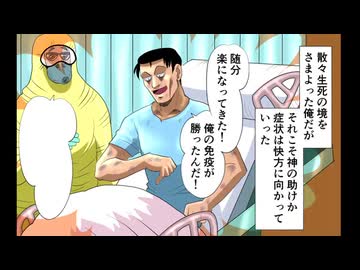 散々生死の境を
さまよった俺だが
それこそ神の助けか
症状は快方に向かって
いった
随分
楽になってきた！
俺の免疫が
勝ったんだ！